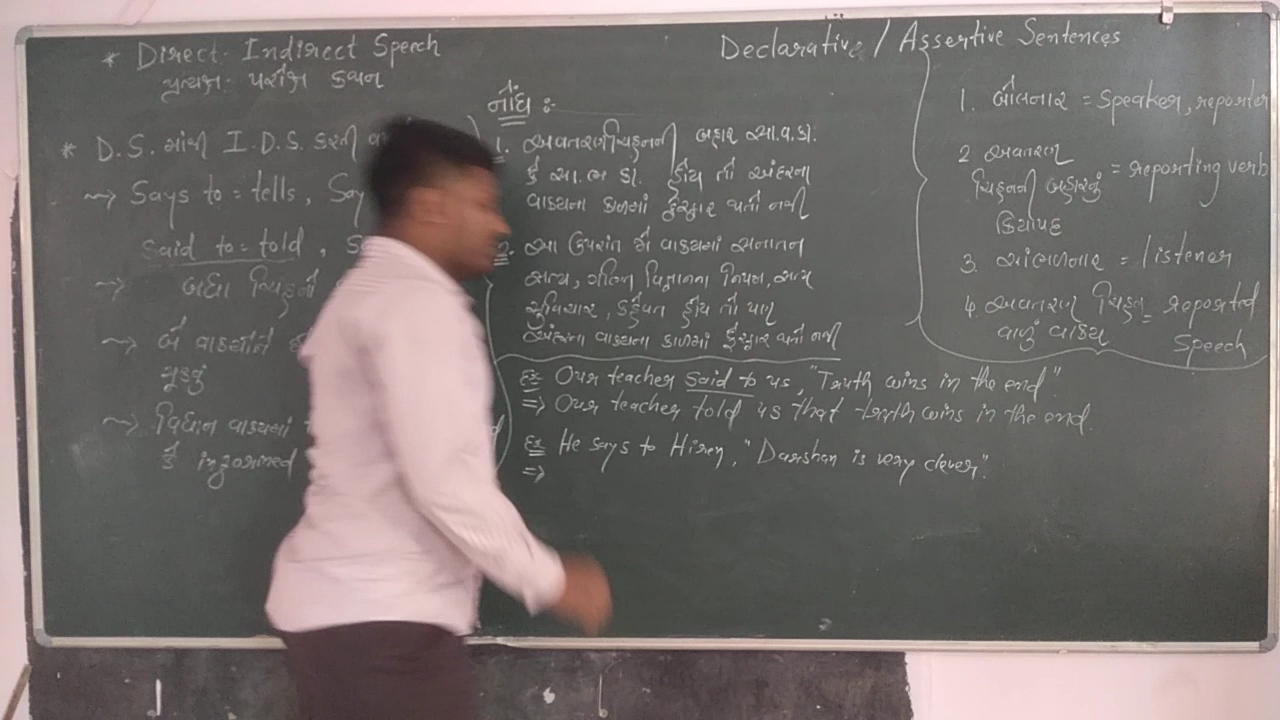 * Direct - Indirect Speech
પ્રત્યક્ષ - પરોક્ષ કથન
* D.S. માંથી I.D.S. કરતી
⇝ Says to = tells, Say
Said to = told,
⇝ બધા ચિહ્નો
⇝ બે વાક્યોને
મૂકવું
⇝ વિધાન વાક્યમાં
કે informed
Declarative / Assertive Sentences
નોંધ :-
1. અવતરણચિહ્નની બહાર સા.વ.કા.
કે સા.ભ.કા. હોય તો અંદરના
વાક્યના કાળમાં ફેરફાર થતો નથી
2. આ ઉપરાંત જે વાક્યમાં સનાતન
સત્ય, ગણિત વિજ્ઞાનના નિયમ, સત્ય
સુવિચાર, કહેવત હોય તો પણ
અંદરના વાક્યના કાળમાં ફેરફાર થતો નથી
Ex Our teacher said to us, "Truth wins in the end"
=> Our teacher told us that truth wins in the end.
Ex He says to Hiren, "Darshan is very clever".
=>
1. બોલનાર = Speaker, reporter
2 અવતરણ
ચિહ્નની બહારનું = reporting verb
ક્રિયાપદ
3. સાંભળનાર = listener
4. અવતરણ ચિહ્ન = reported
વાળું વાક્ય Speech